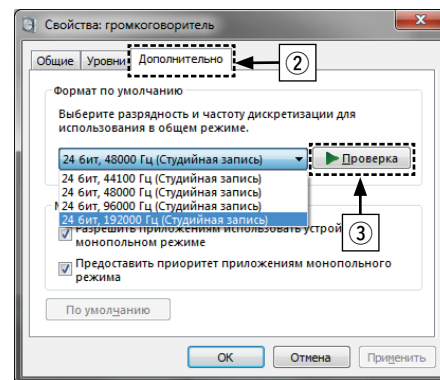 Свойства: громкоговоритель
Общие Уровни Дополнительно
2
Формат по умолчанию
Выберите разрядность и частоту дискретизации для
использования в общем режиме.
24 бит, 48000 Гц (Студийная запись)
Проверка
24 бит, 44100 Гц (Студийная запись)
24 бит, 48000 Гц (Студийная запись)
24 бит, 96000 Гц (Студийная запись)
24 бит, 192000 Гц (Студийная запись)
3
Разрешить приложениям использовать
монопольном режиме
Предоставить приоритет приложениям монопольного
режима
По умолчанию
ОК Отмена Применить